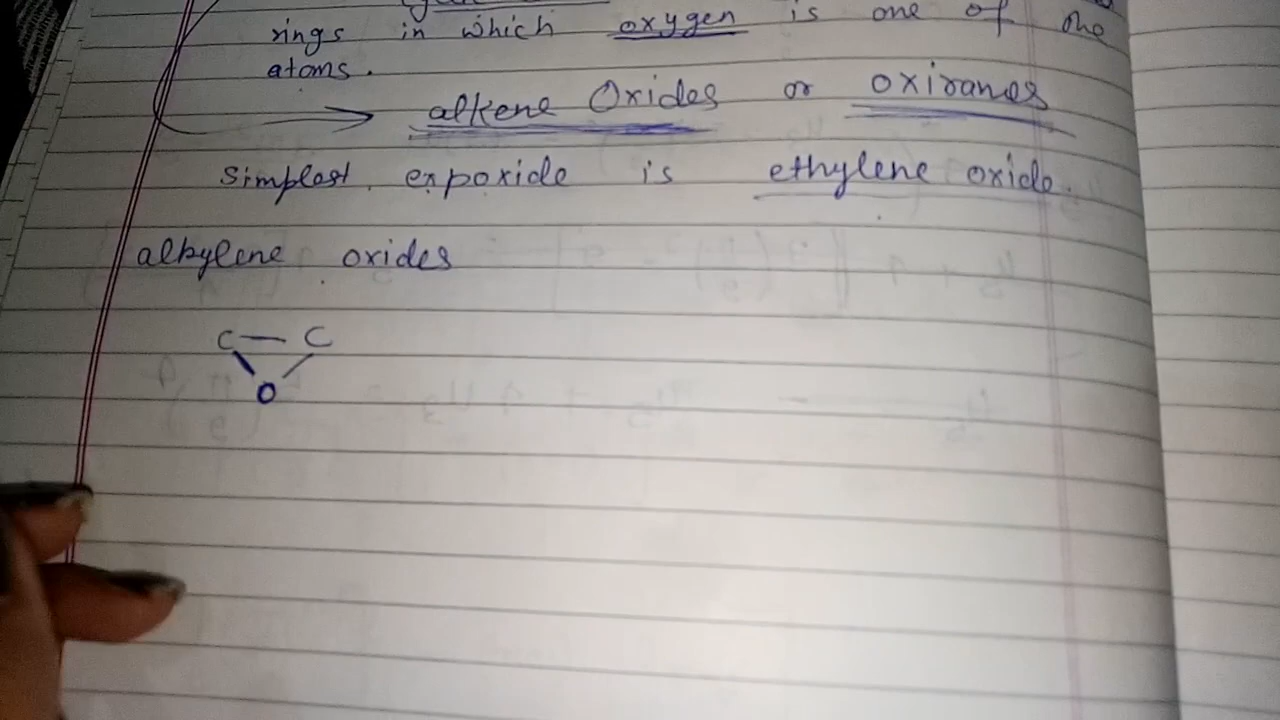 rings in which oxygen is one of the
atoms.
alkene Oxides or oxiranes
Simplest expoxide is ethylene oxide.
alkylene oxides
C — C
O